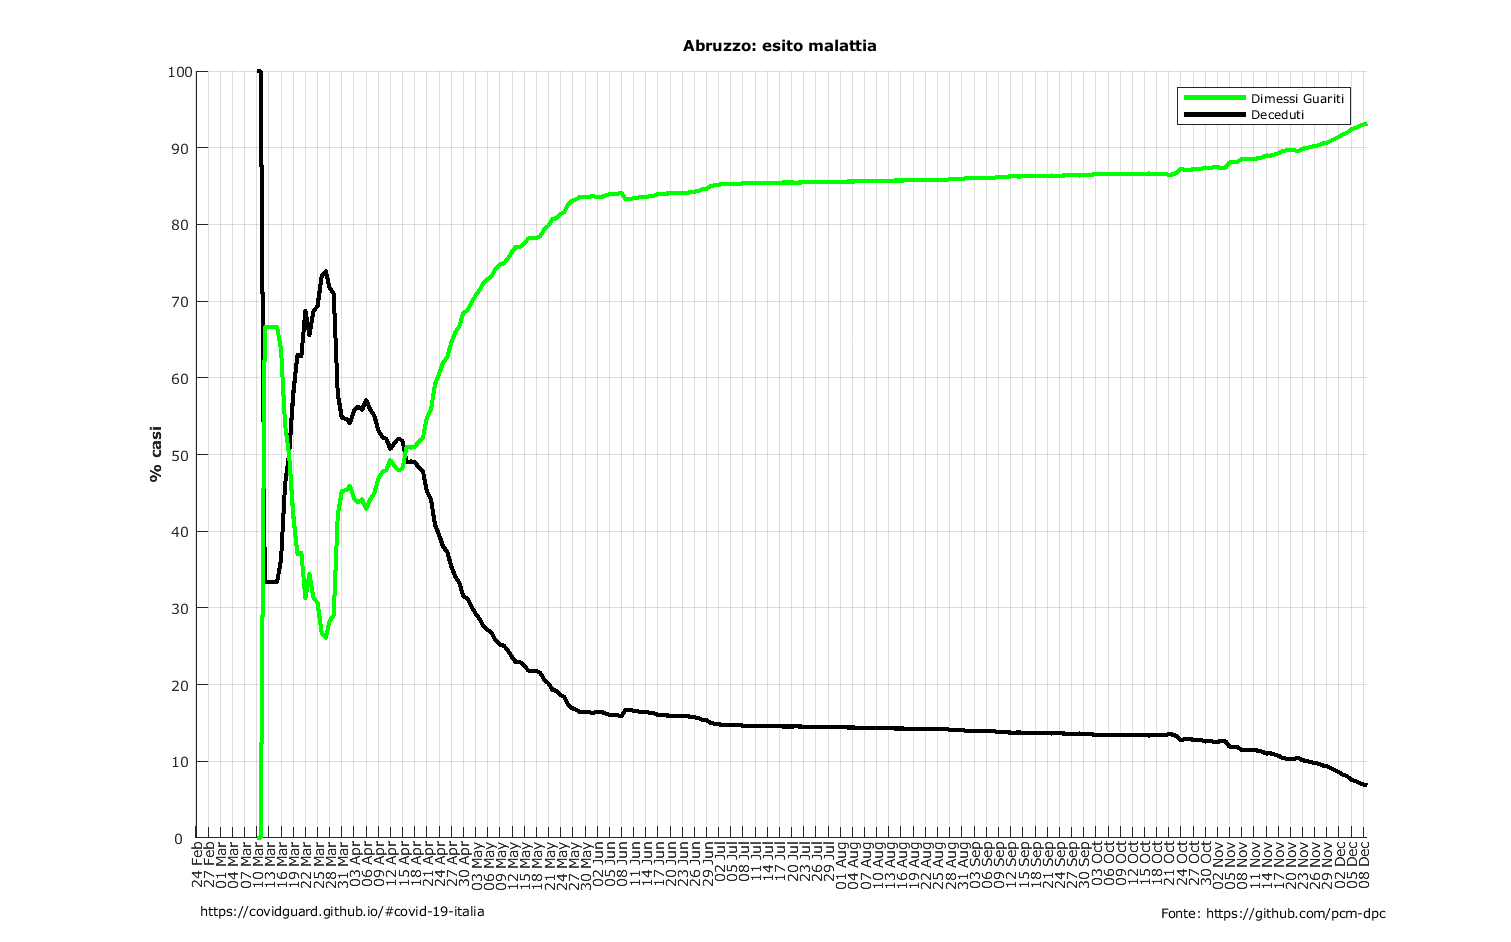 Abruzzo: esito malattia
Dimessi Guariti
Deceduti
% casi
100
90
80
70
60
50
40
30
20
10
0
24 Feb
27 Feb
01 Mar
04 Mar
07 Mar
10 Mar
13 Mar
16 Mar
19 Mar
22 Mar
25 Mar
28 Mar
31 Mar
03 Apr
06 Apr
09 Apr
12 Apr
15 Apr
18 Apr
21 Apr
24 Apr
27 Apr
30 Apr
03 May
06 May
09 May
12 May
15 May
18 May
21 May
24 May
27 May
30 May
02 Jun
05 Jun
08 Jun
11 Jun
14 Jun
17 Jun
20 Jun
23 Jun
26 Jun
29 Jun
02 Jul
05 Jul
08 Jul
11 Jul
14 Jul
17 Jul
20 Jul
23 Jul
26 Jul
29 Jul
01 Aug
04 Aug
07 Aug
10 Aug
13 Aug
16 Aug
19 Aug
22 Aug
25 Aug
28 Aug
31 Aug
03 Sep
06 Sep
09 Sep
12 Sep
15 Sep
18 Sep
21 Sep
24 Sep
27 Sep
30 Sep
03 Oct
06 Oct
09 Oct
12 Oct
15 Oct
18 Oct
21 Oct
24 Oct
27 Oct
30 Oct
02 Nov
05 Nov
08 Nov
11 Nov
14 Nov
17 Nov
20 Nov
23 Nov
26 Nov
29 Nov
02 Dec
05 Dec
08 Dec
https://covidguard.github.io/#covid-19-italia
Fonte: https://github.com/pcm-dpc